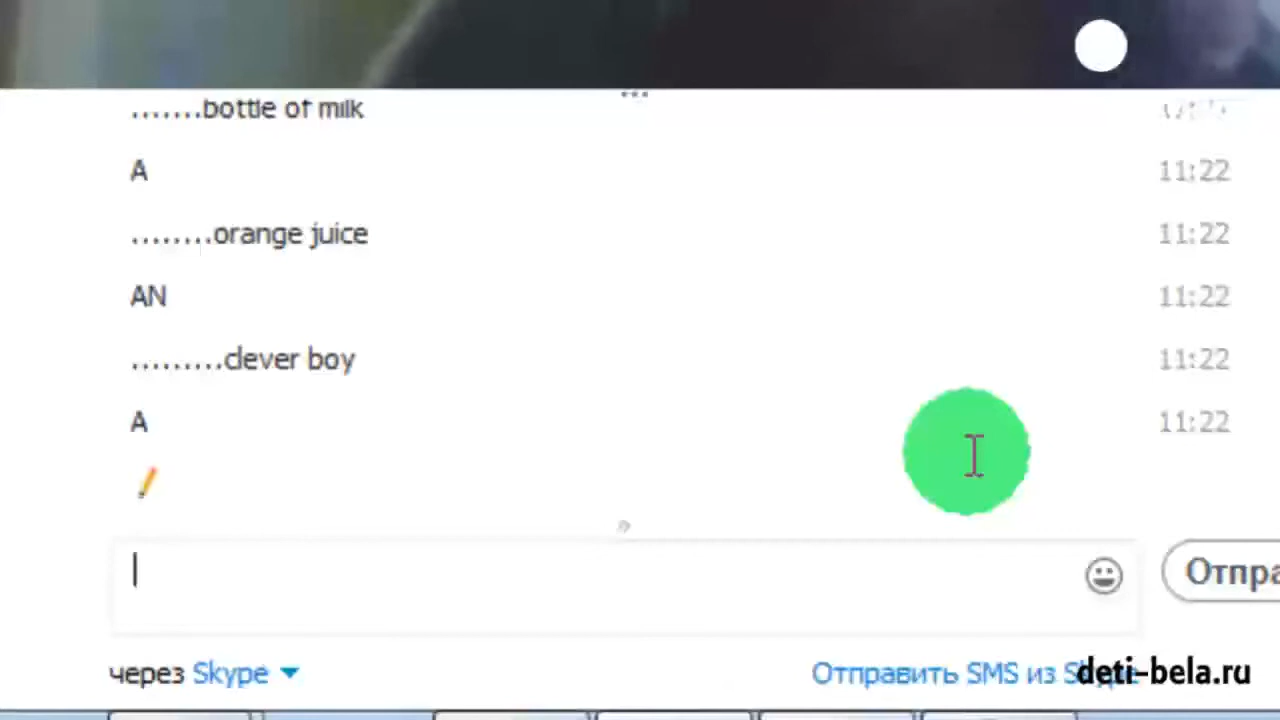 .......bottle of milk
A
11:22
........orange juice
11:22
AN
11:22
.........clever boy
11:22
A
11:22
Отпра
через Skype
Отправить SMS из Skype
deti-bela.ru